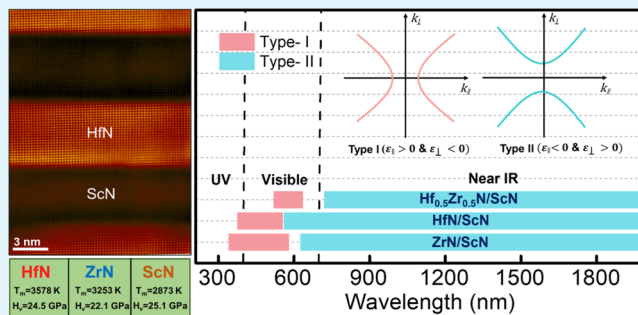 HfN
ScN
3 nm
HfN ZrN ScN
Tm=3578 K Tm=3253 K Tm=2873 K
Hv=24.5 GPa Hv=22.1 GPa Hv=25.1 GPa
Type- I
Type- II
k⊥ k⊥
k∥ k∥
Type I (ε∥ > 0 & ε⊥ < 0) Type II (ε∥ < 0 & ε⊥ > 0)
UV Visible Near IR
Hf0.5Zr0.5N/ScN
HfN/ScN
ZrN/ScN
300 600 900 1200 1500 1800
Wavelength (nm)